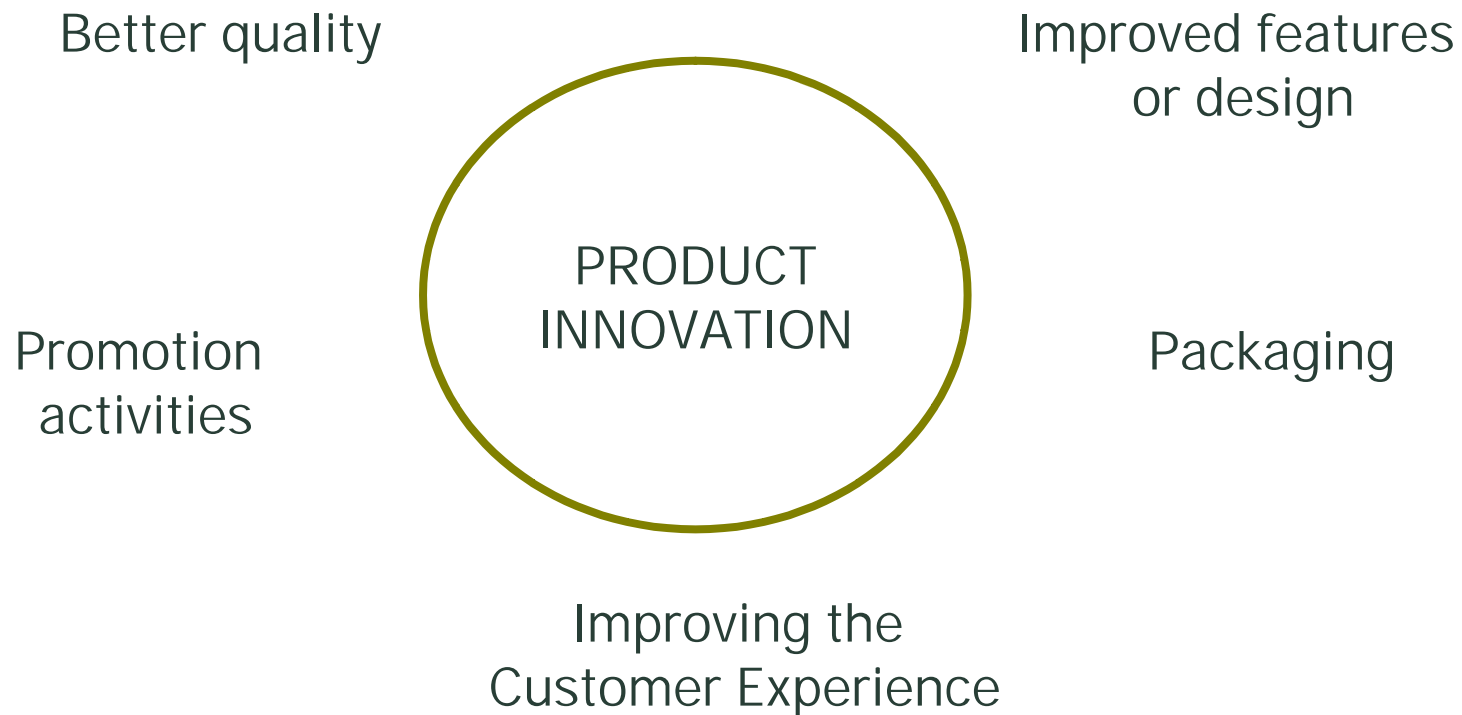 Better quality
Improved features
or design
PRODUCT
INNOVATION
Promotion
activities
Packaging
Improving the
Customer Experience